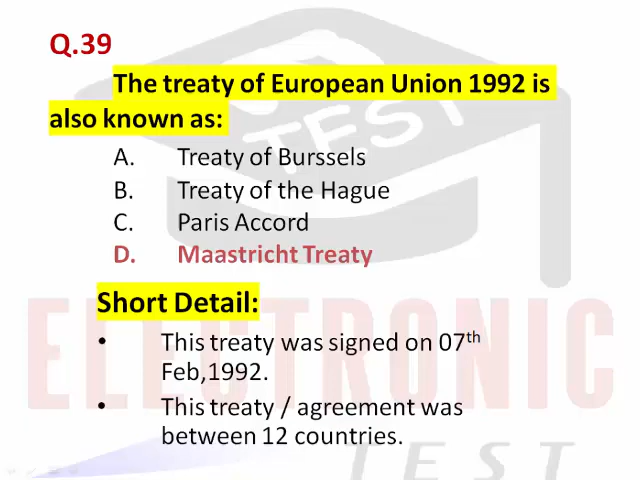 Q.39
The treaty of European Union 1992 is
also known as:
A. Treaty of Burssels
B. Treaty of the Hague
C. Paris Accord
D. Maastricht Treaty
Short Detail:
• This treaty was signed on 07th
Feb,1992.
• This treaty / agreement was
between 12 countries.
TEST
ELECTRONIC
TEST